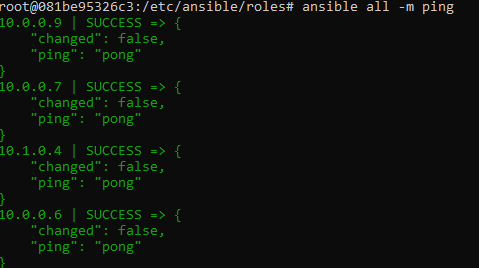 root@081be95326c3:/etc/ansible/roles# ansible all -m ping
10.0.0.9 | SUCCESS => {
    "changed": false,
    "ping": "pong"
}
10.0.0.7 | SUCCESS => {
    "changed": false,
    "ping": "pong"
}
10.1.0.4 | SUCCESS => {
    "changed": false,
    "ping": "pong"
}
10.0.0.6 | SUCCESS => {
    "changed": false,
    "ping": "pong"
}